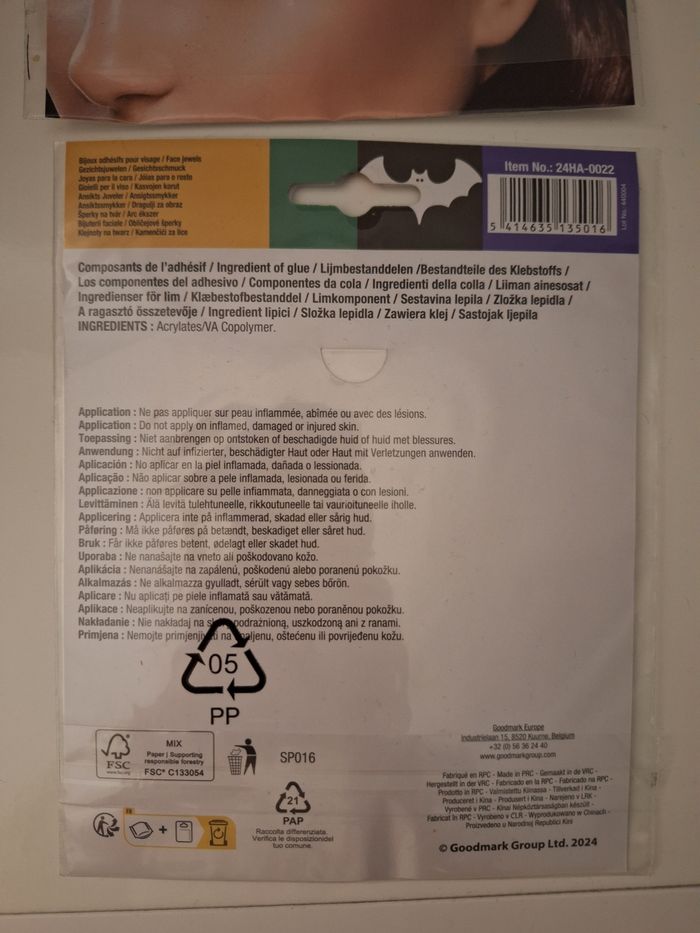 Bijoux adhésifs pour visage / Face jewels
Gezichtsjuwelen / Gesichtsschmuck
Joyas para la cara / Jóias para o rosto
Gioielli per il viso / Kasvojen korut
Ansikts Juveler / Ansigtssmykker
Ansiktssmykker / Dragulji za obraz
Šperky na tvár / Arc ékszer
Bijuterii faciale / Obličejové šperky
Klejnoty na twarz / Kamenčići za lice
Item No.: 24HA-0022
5 414635 135016
Lot No: 440004
Composants de l'adhésif / Ingredient of glue / Lijmbestanddelen /Bestandteile des Klebstoffs /
Los componentes del adhesivo / Componentes da cola / Ingredienti della colla / Liiman ainesosat /
Ingredienser för lim / Klæbestofbestanddel / Limkomponent / Sestavina lepila / Zložka lepidla /
A ragasztó összetevője / Ingredient lipici / Složka lepidla / Zawiera klej / Sastojak ljepila
INGREDIENTS : Acrylates/VA Copolymer.
Application : Ne pas appliquer sur peau inflammée, abîmée ou avec des lésions.
Application : Do not apply on inflamed, damaged or injured skin.
Toepassing : Niet aanbrengen op ontstoken of beschadigde huid of huid met blessures.
Anwendung : Nicht auf infizierter, beschädigter Haut oder Haut mit Verletzungen anwenden.
Aplicación : No aplicar en la piel inflamada, dañada o lessionada.
Aplicação : Não aplicar sobre a pele inflamada, lesionada ou ferida.
Applicazione : non applicare su pelle infiammata, danneggiata o con lesioni.
Levittäminen : Älä levitä tulehtuneelle, rikkoutuneelle tai vaurioituneelle iholle.
Applicering : Applicera inte på inflammerad, skadad eller sårig hud.
Påføring : Må ikke påføres på betændt, beskadiget eller såret hud.
Bruk : Får ikke påføres betent, ødelagt eller skadet hud.
Uporaba : Ne nanašajte na vneto ali poškodovano kožo.
Aplikácia : Nenanášajte na zapálenú, poškodenú alebo poranenú pokožku.
Alkalmazás : Ne alkalmazza gyulladt, sérült vagy sebes bőrön.
Aplicare : Nu aplicați pe piele inflamată sau vătămată.
Aplikace : Neaplikujte na zanícenou, poškozenou nebo poraněnou pokožku.
Nakładanie : Nie nakładaj na podrażnioną, uszkodzoną ani z ranami.
Primjena : Nemojte primjenjivati na upaljenu, oštećenu ili povrijeđenu kožu.
05
PP
FSC
www.fsc.org
MIX
Paper | Supporting
responsible forestry
FSC® C133054
SP016
21
PAP
Raccolta differenziata.
Verifica le disposizionidel
tuo comune.
FR
+
Goodmark Europe
Industrielaan 15, 8520 Kuurne, Belgium
+32 (0) 56 36 24 40
www.goodmarkgroup.com
Fabriqué en RPC - Made in PRC - Gemaakt in de VRC -
Hergestellt in der VRC - Fabricado en la RPC - Fabricado na RPC -
Prodotto in RPC - Valmistettu Kiinassa - Tillverkad i Kina -
Produceret i Kina - Produsert i Kina - Narejeno v LRK -
Vyrobené v PRC - Kínai Népköztársaságban készült -
Fabricat în RPC - Vyrobeno v ČLR - Wyprodukowano w Chinach -
Proizvedeno u Narodnoj Republici Kini
© Goodmark Group Ltd. 2024